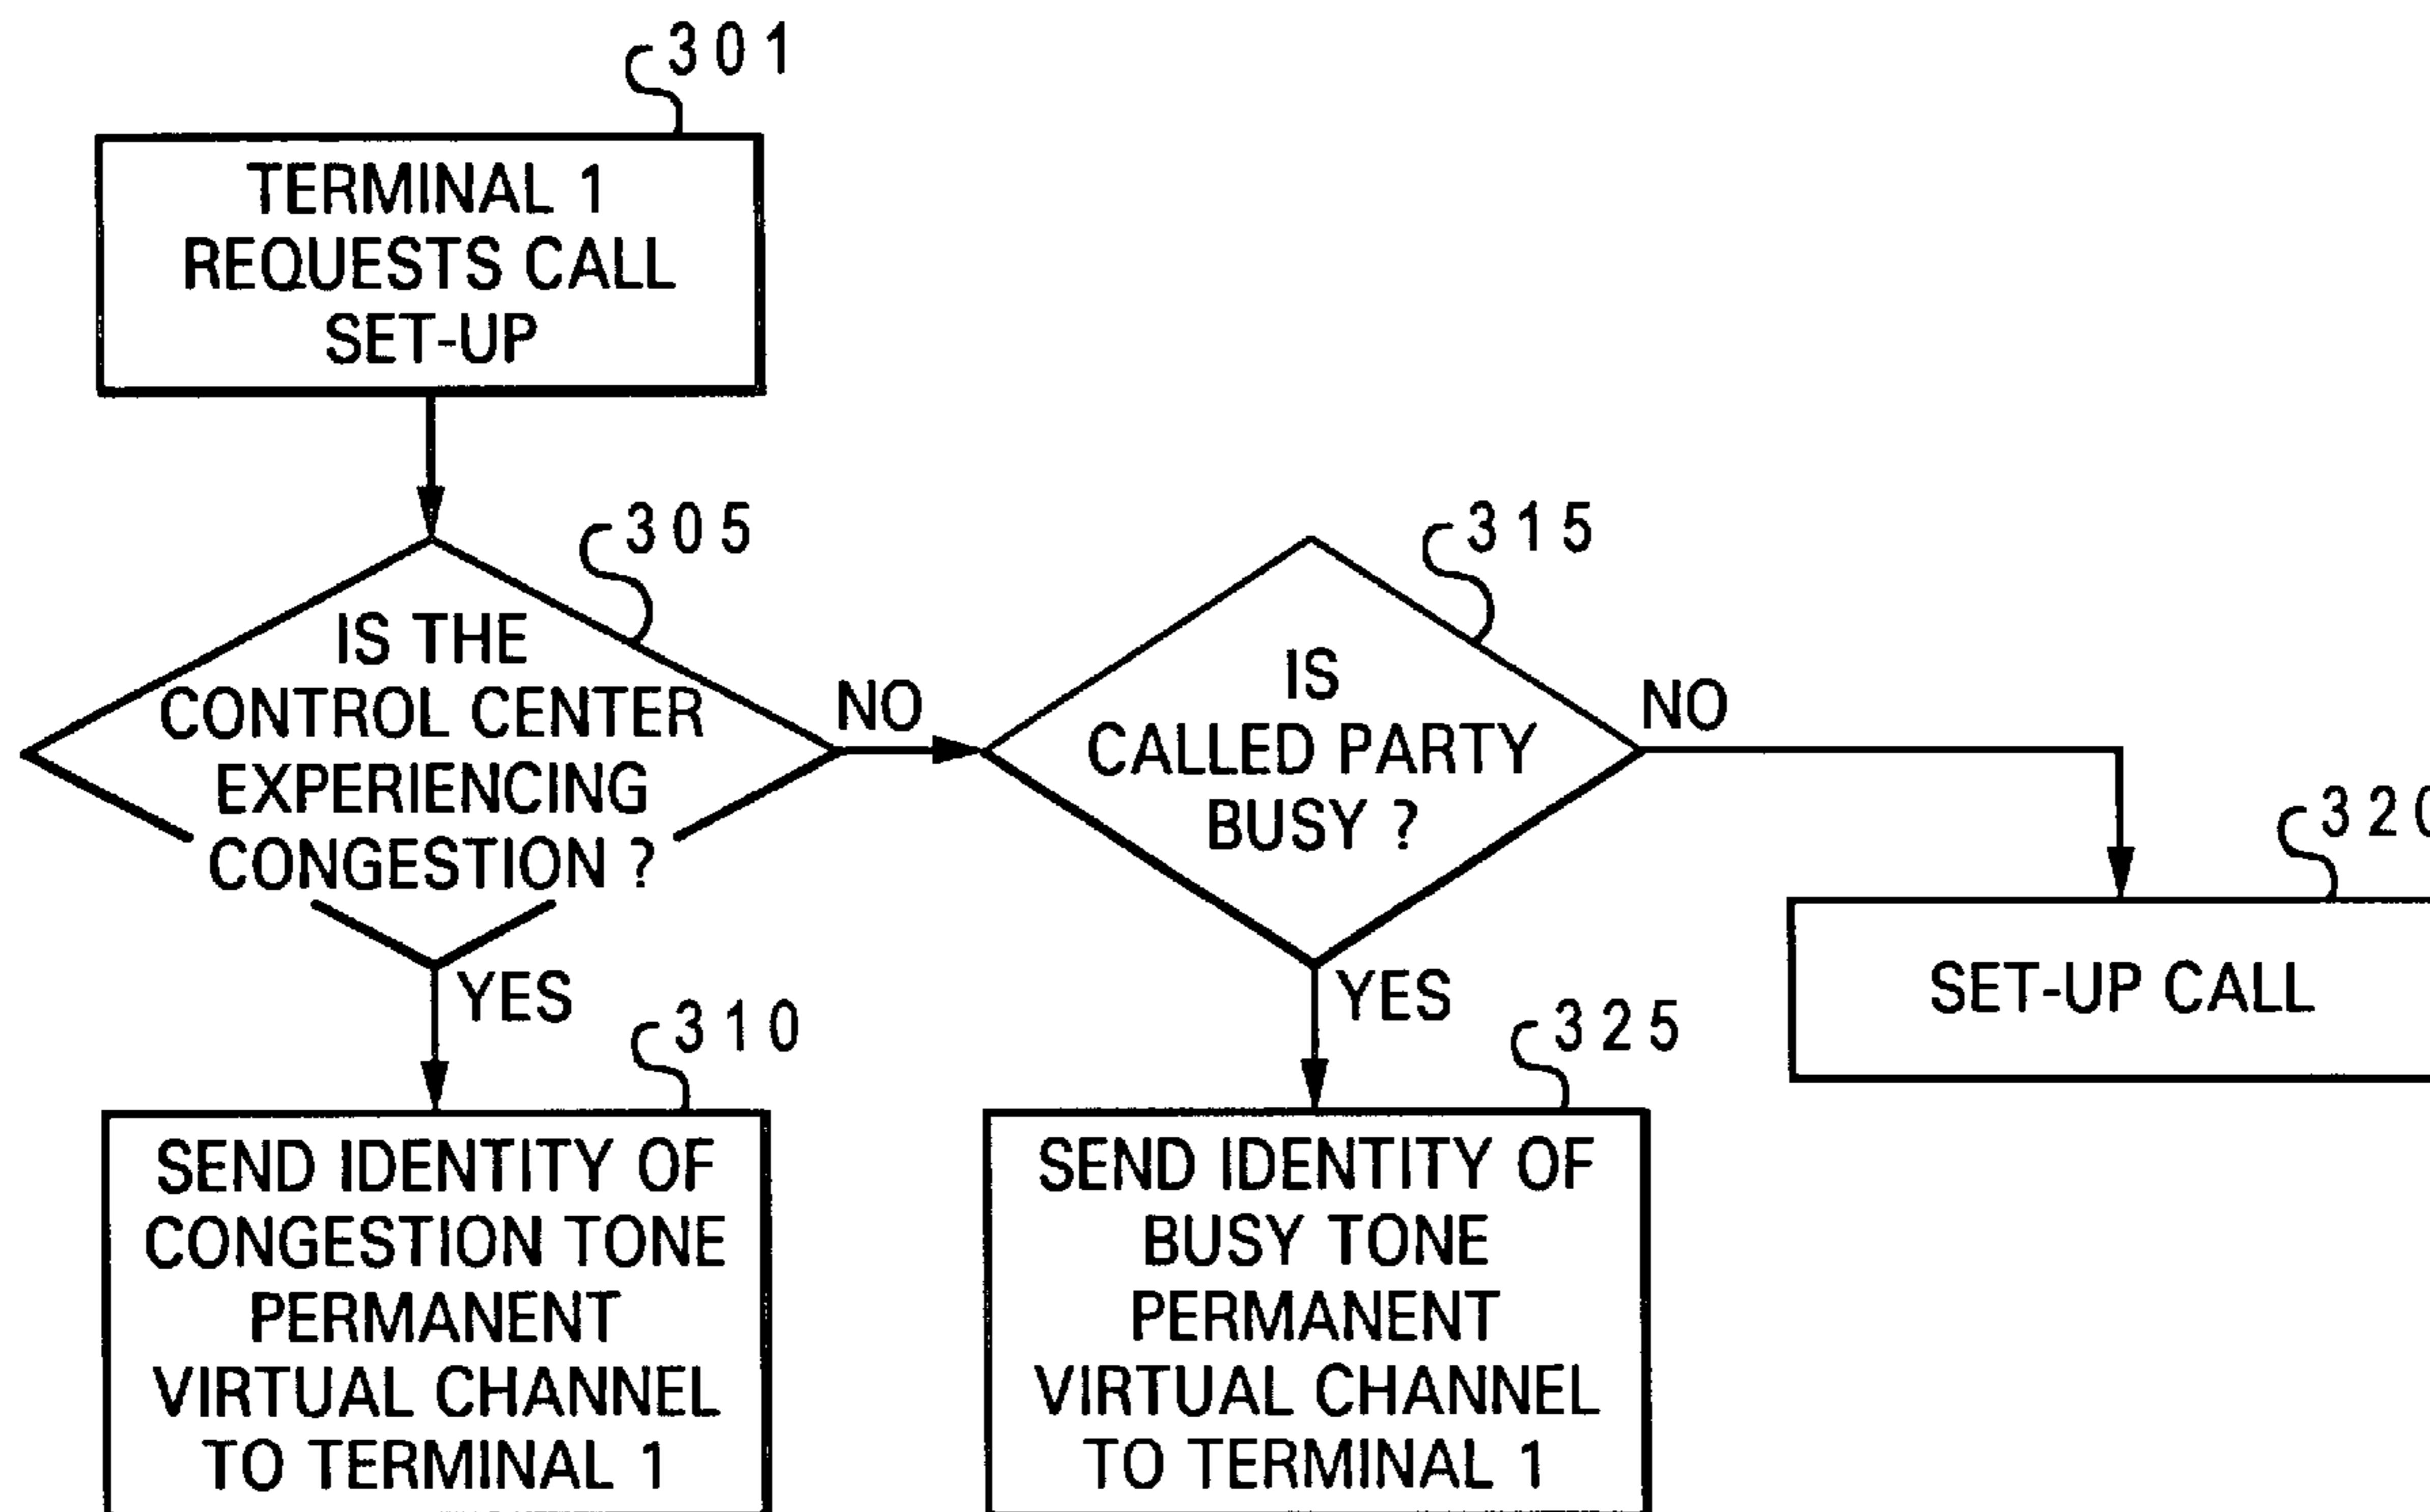 301
TERMINAL 1
REQUESTS CALL
SET-UP
305
IS THE
CONTROL CENTER
EXPERIENCING
CONGESTION ?
NO
YES
315
IS
CALLED PARTY
BUSY ?
NO
YES
320
SET-UP CALL
310
SEND IDENTITY OF
CONGESTION TONE
PERMANENT
VIRTUAL CHANNEL
TO TERMINAL 1
325
SEND IDENTITY OF
BUSY TONE
PERMANENT
VIRTUAL CHANNEL
TO TERMINAL 1